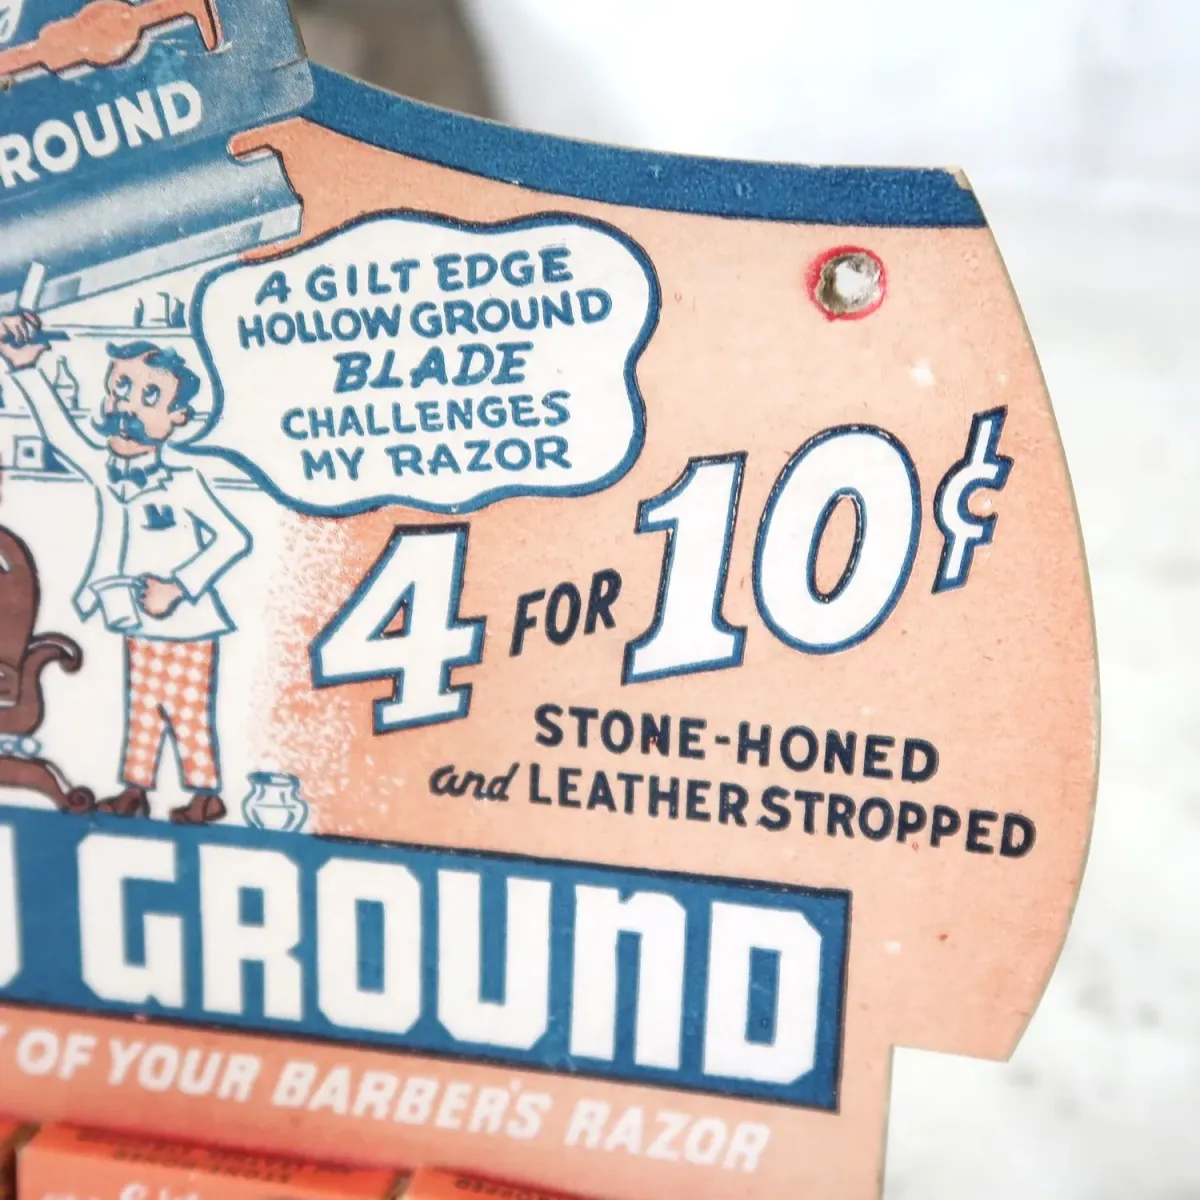 ROUND
A GILT EDGE
HOLLOW GROUND
BLADE
CHALLENGES
MY RAZOR
4 FOR 10¢
STONE-HONED
and LEATHER STROPPED
GROUND
OF YOUR BARBER'S RAZOR